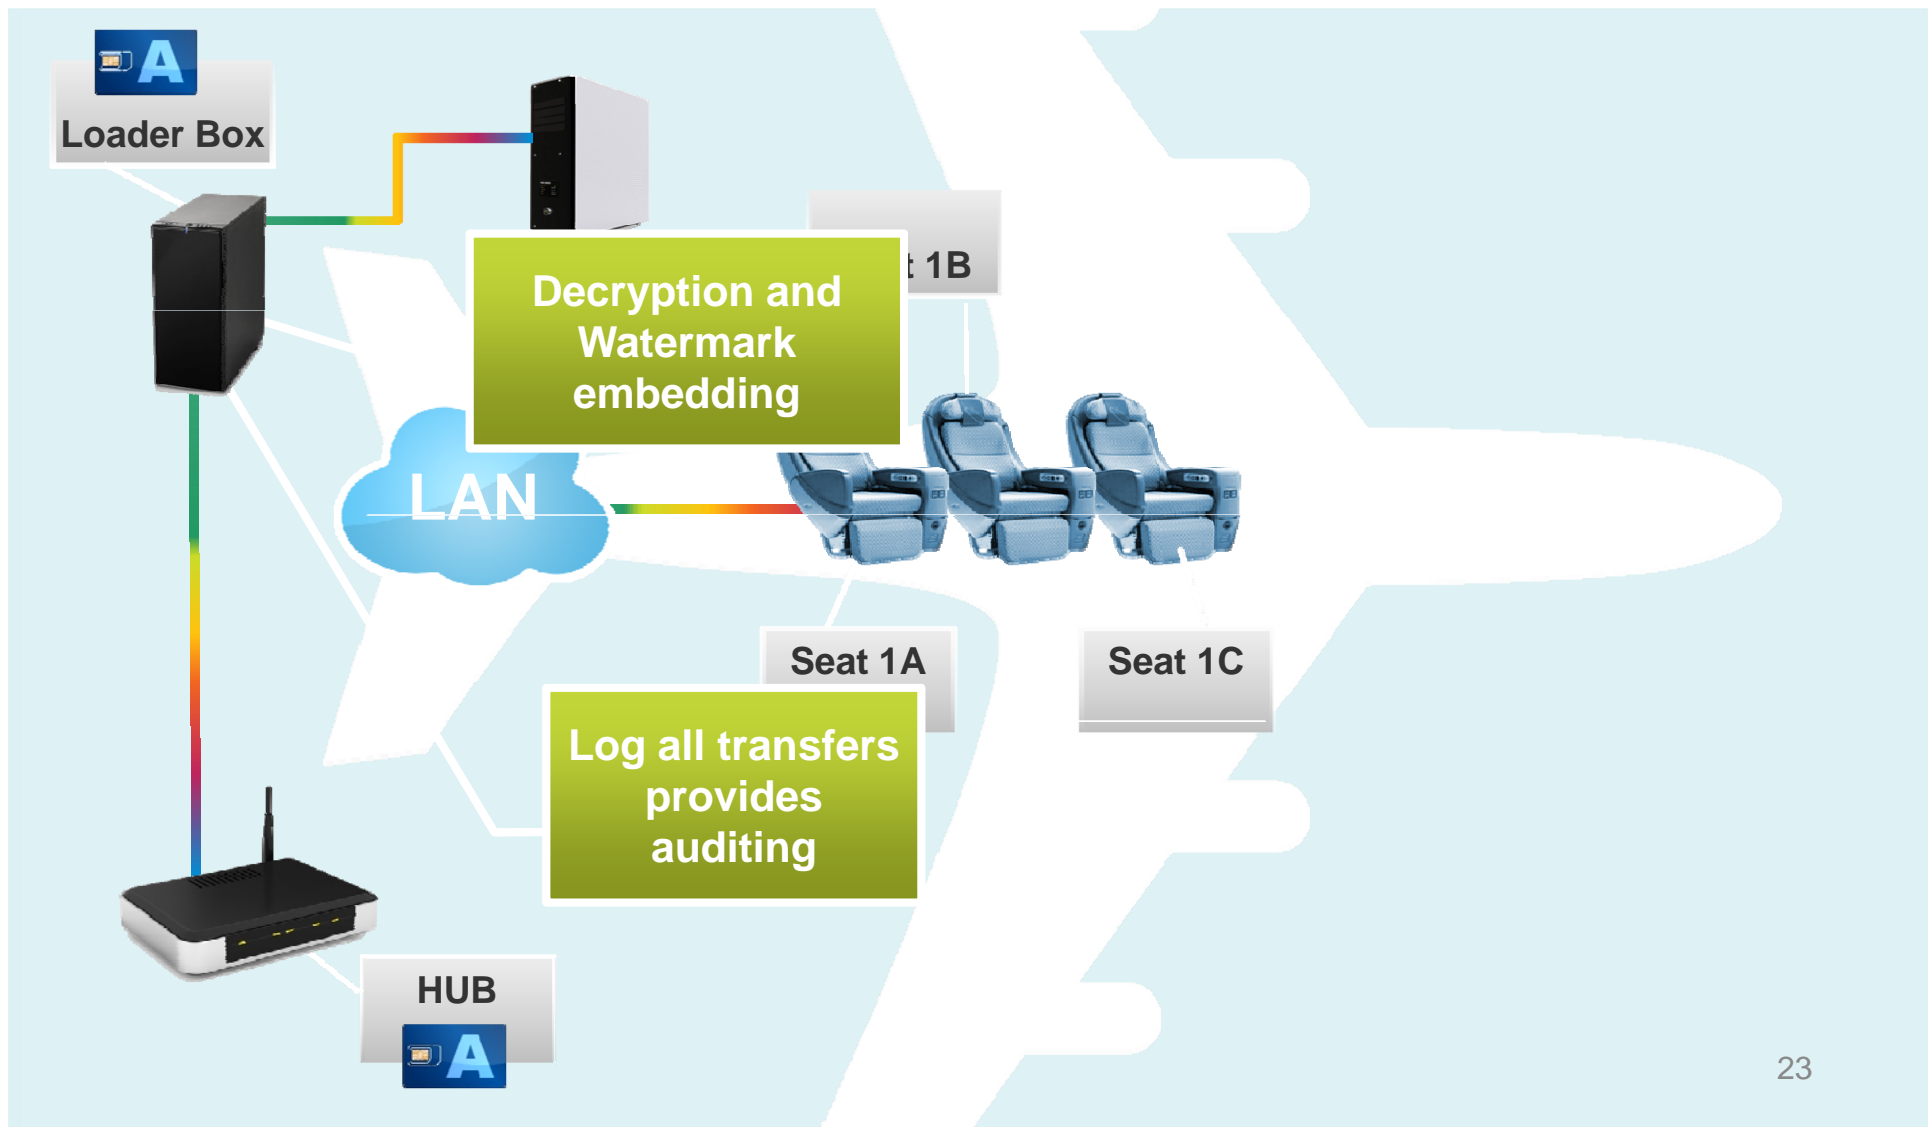 A
Loader Box
t 1B
Decryption and
Watermark
embedding
LAN
Seat 1A
Seat 1C
Log all transfers
provides
auditing
HUB
A
23